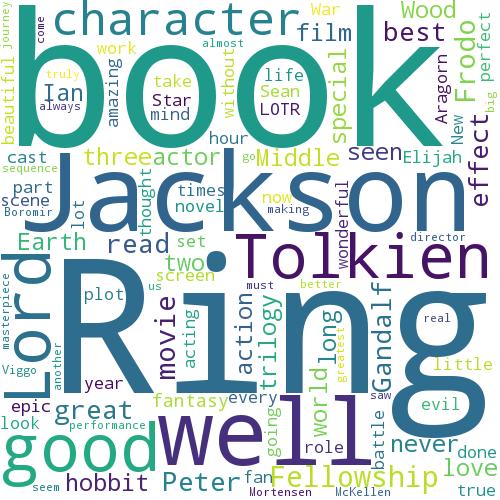 journey
come
character
War
film
Wood
best
beautiful
Ian
amazing
work
almost
without
book
take
Star
mind
life
Sean
LOTR
special
Aragorn
Frodo
perfect
New
big
truly
always
hour
effect
cast
three
actor
go
Middle
seen
Elijah
sequence
part
scene
Boromir
lot
thought
times
novel
Jackson
now
making
wonderful
director
Earth
read
set
two
screen
Tolkien
Lord
plot
us
must
better
real
masterpiece
Viggo
another
movie
acting
action
trilogy
long
greatest
Gandalf
Ring
little
year
fantasy
every
world
saw
evil
epic
great
look
performance
good
well
going
role
battle
never
done
love
seem
hobbit
Peter
fan
Fellowship
Mortensen
McKellen
true